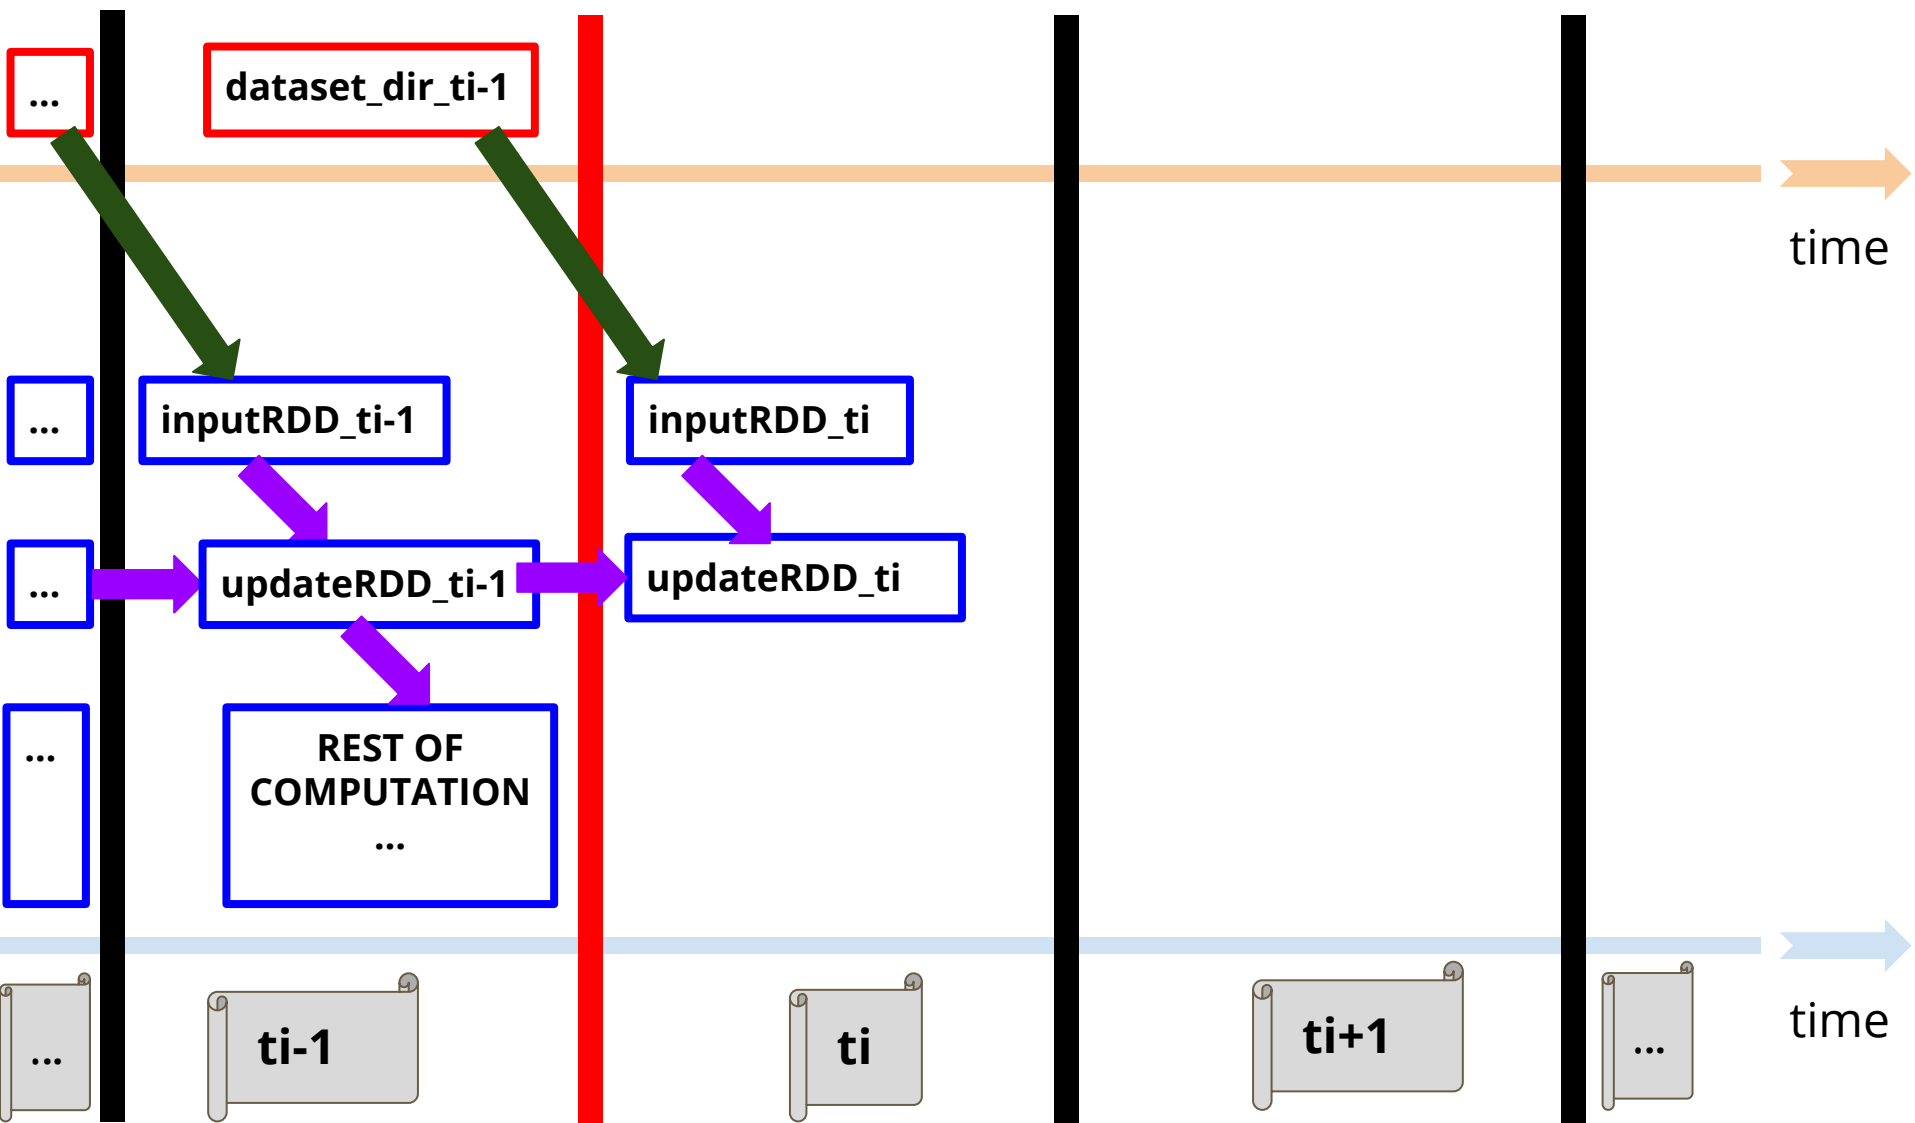 ...
dataset_dir_ti-1
time
...
inputRDD_ti-1
inputRDD_ti
...
updateRDD_ti-1
updateRDD_ti
...
REST OF
COMPUTATION
...
...
ti-1
ti
ti+1
...
time